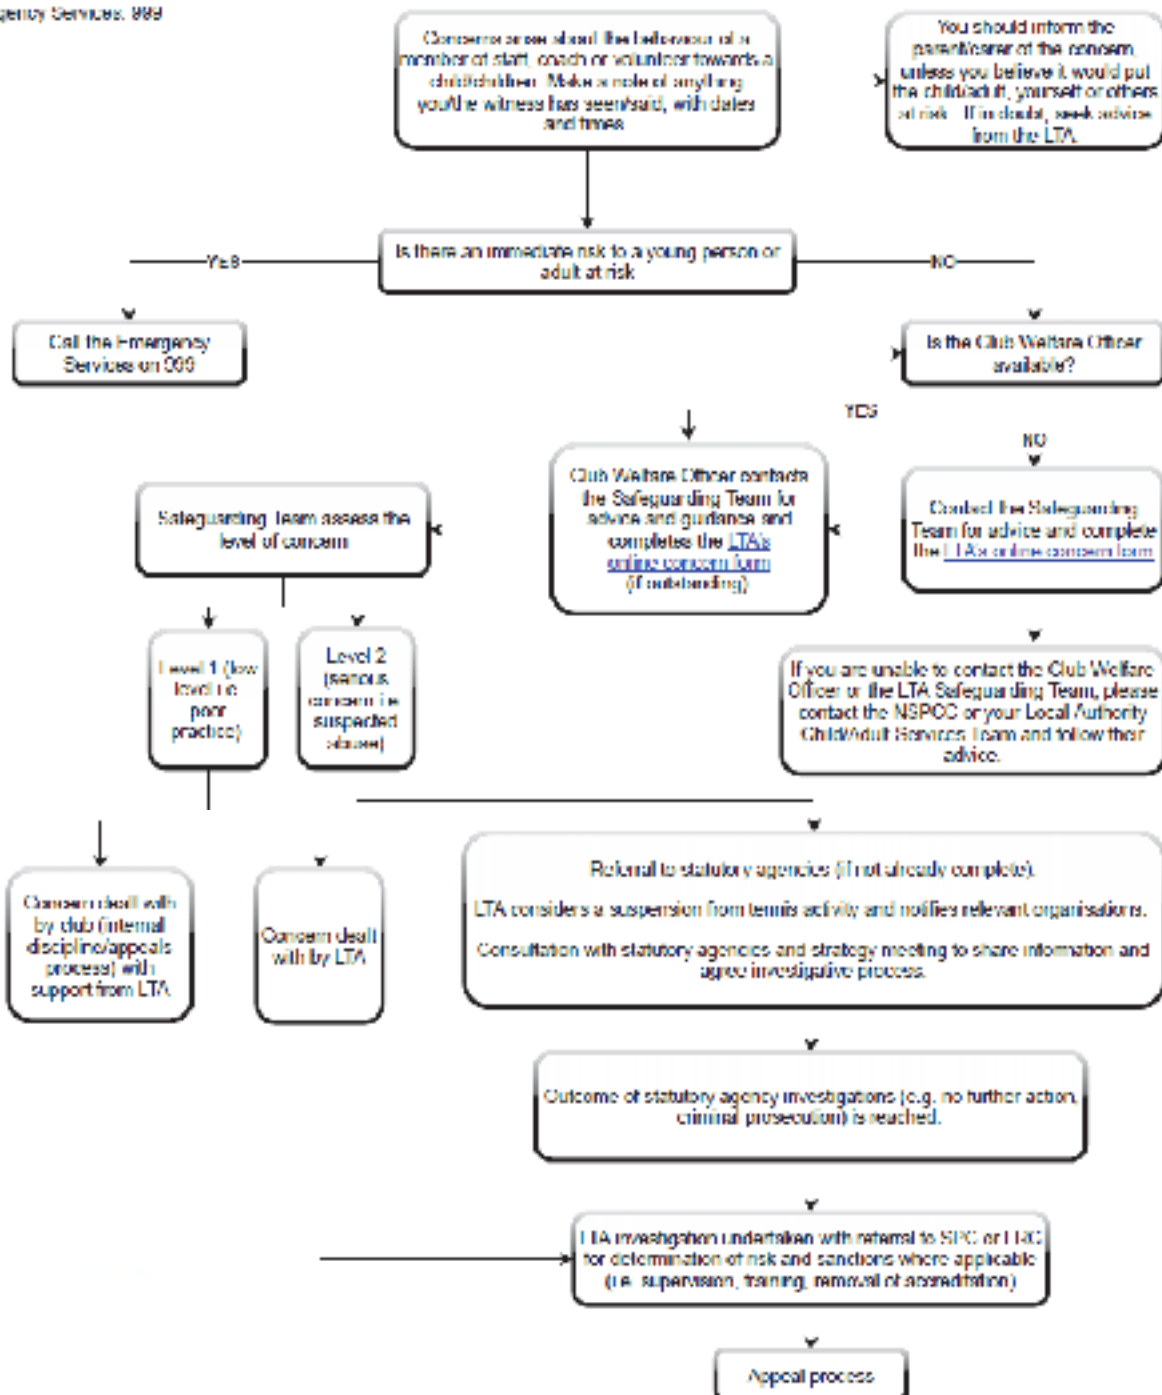 Emergency Services: 999
Concerns arise about the behaviour of a
member of staff, coach or volunteer towards a
child/children. Make a note of anything
you/the witness has seen/said, with dates
and times
You should inform the
parent/carer of the concern,
unless you believe it would put
the child/adult, yourself or others
at risk. If in doubt, seek advice
from the LTA.
Is there an immediate risk to a young person or
adult at risk
YES
NO
Call the Emergency
Services on 999
Is the Club Welfare Officer
available?
YES
NO
Club Welfare Officer contacts
the Safeguarding Team for
advice and guidance and
completes the LTA's
online concern form
(if outstanding)
Contact the Safeguarding
Team for advice and complete
the LTA's online concern form
Safeguarding Team assess the
level of concern
Level 1 (low
level i.e.
poor
practice)
Level 2
(serious
concern i.e.
suspected
abuse)
If you are unable to contact the Club Welfare
Officer or the LTA Safeguarding Team, please
contact the NSPCC or your Local Authority
Child/Adult Services Team and follow their
advice.
Concern dealt with
by club (internal
discipline/appeals
process) with
support from LTA
Concern dealt
with by LTA
Referral to statutory agencies (if not already complete).
LTA considers a suspension from tennis activity and notifies relevant organisations.
Consultation with statutory agencies and strategy meeting to share information and
agree investigative process.
Outcome of statutory agency investigations (e.g. no further action,
criminal prosecution) is reached.
LTA investigation undertaken with referral to SPC or LRC
for determination of risk and sanctions where applicable
(i.e. supervision, training, removal of accreditation)
Appeal process